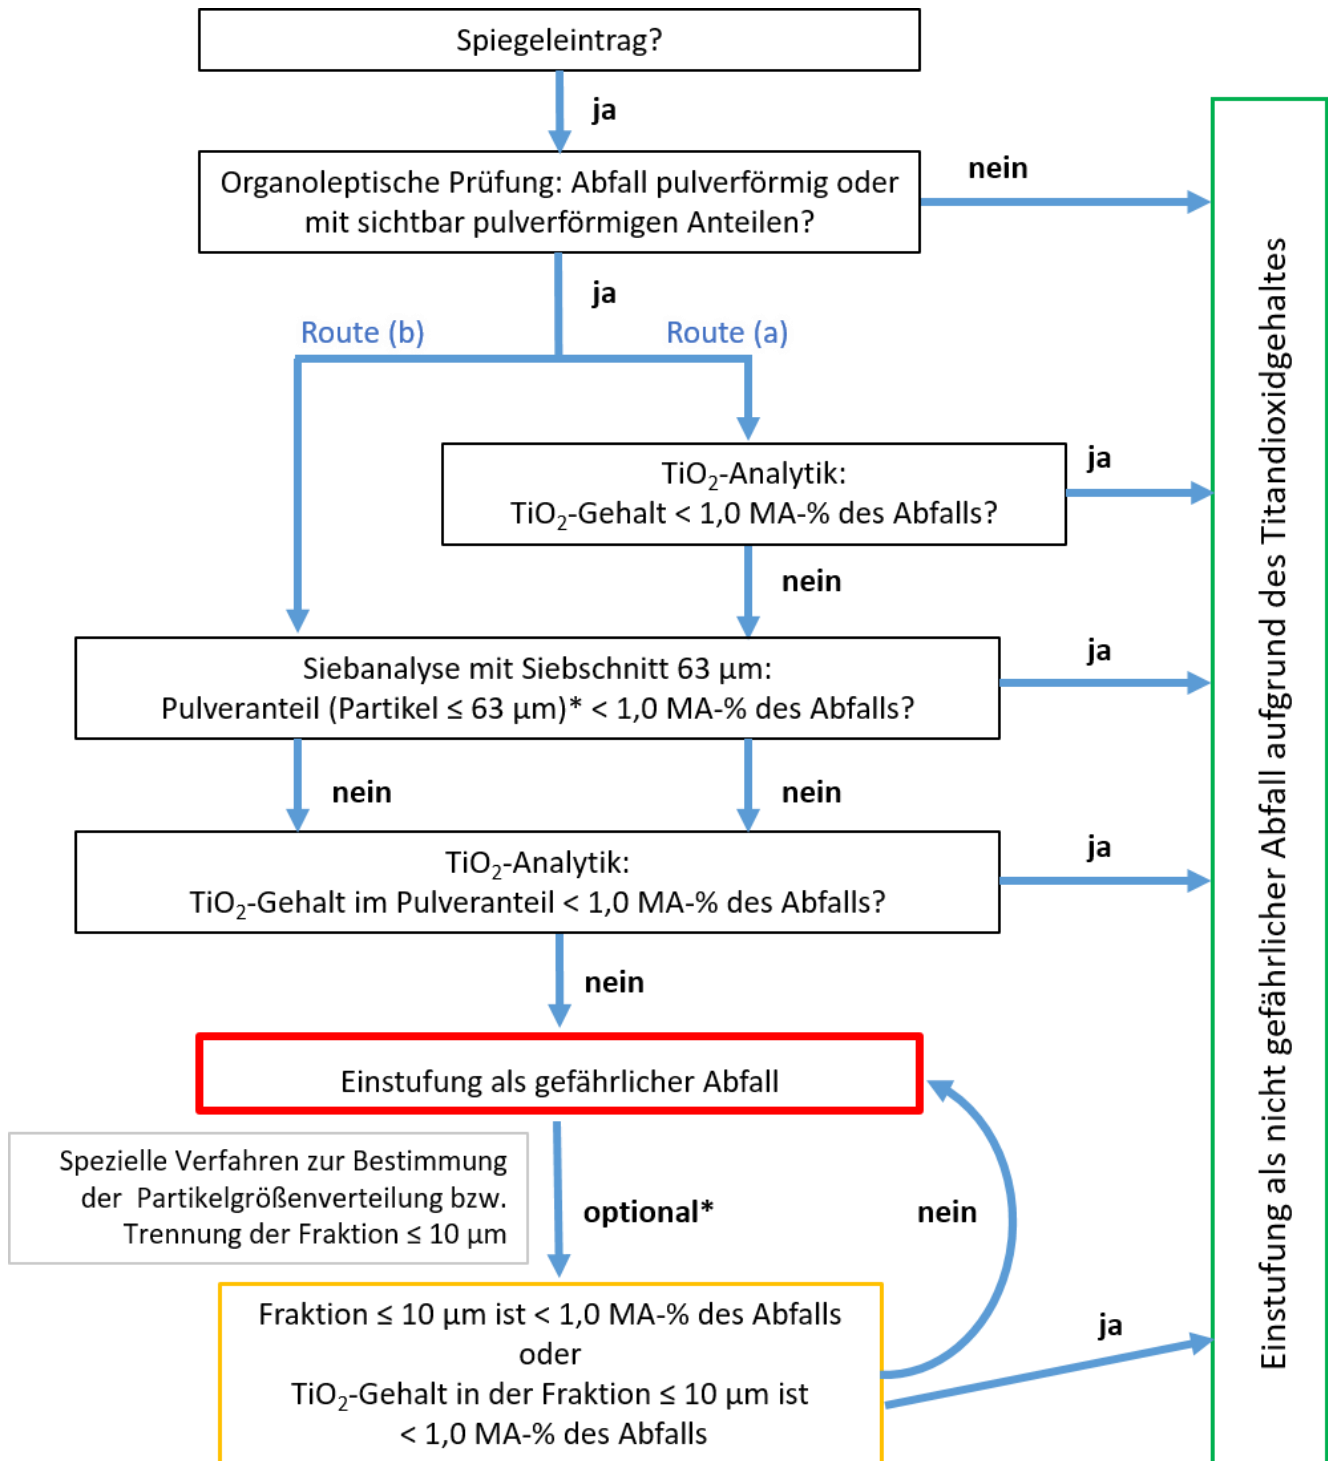 Spiegeleintrag?
ja
Organoleptische Prüfung: Abfall pulverförmig oder
mit sichtbar pulverförmigen Anteilen?
nein
ja
Route (b)
Route (a)
TiO₂-Analytik:
TiO₂-Gehalt < 1,0 MA-% des Abfalls?
ja
nein
Siebanalyse mit Siebschnitt 63 µm:
Pulveranteil (Partikel ≤ 63 µm)* < 1,0 MA-% des Abfalls?
ja
nein
nein
TiO₂-Analytik:
TiO₂-Gehalt im Pulveranteil < 1,0 MA-% des Abfalls?
ja
nein
Einstufung als gefährlicher Abfall
Spezielle Verfahren zur Bestimmung
der Partikelgrößenverteilung bzw.
Trennung der Fraktion ≤ 10 µm
optional*
nein
Fraktion ≤ 10 µm ist < 1,0 MA-% des Abfalls
oder
TiO₂-Gehalt in der Fraktion ≤ 10 µm ist
< 1,0 MA-% des Abfalls
ja
Einstufung als nicht gefährlicher Abfall aufgrund des Titandioxidgehaltes